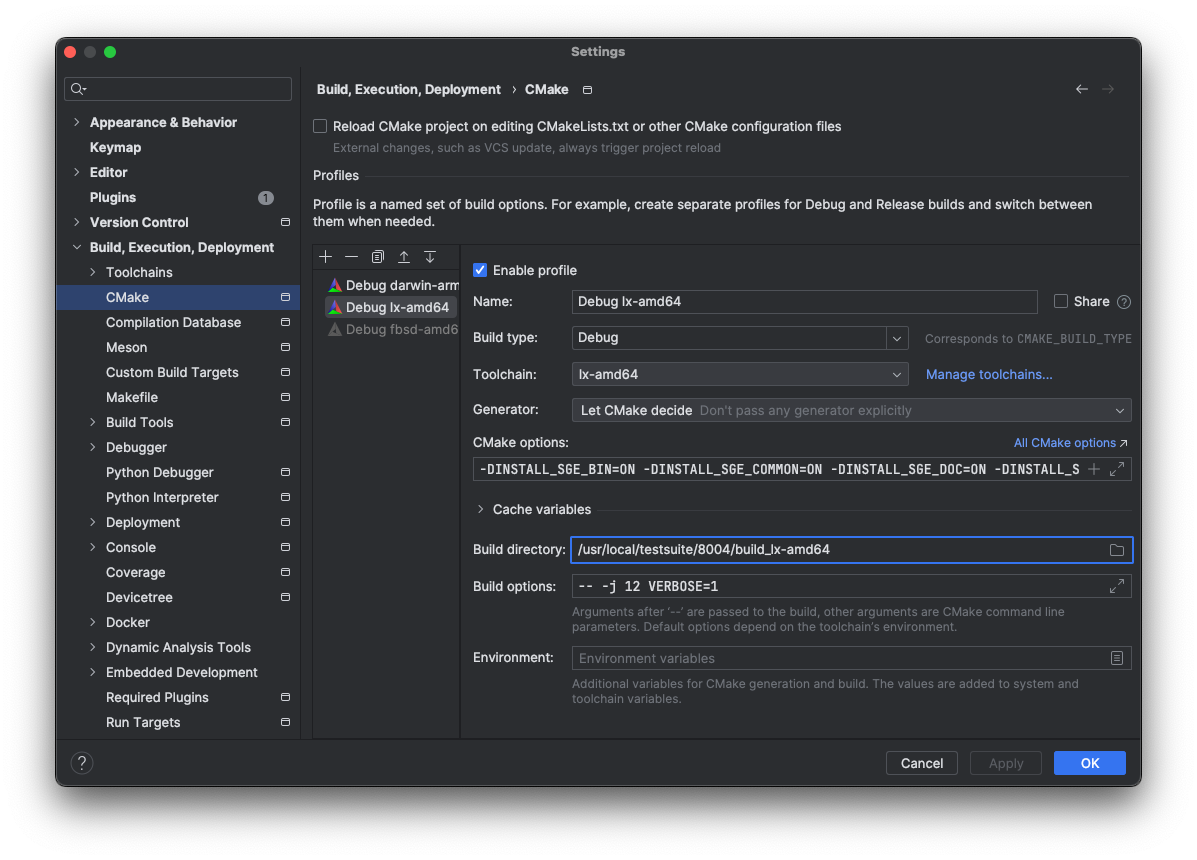 Settings
Build, Execution, Deployment › CMake
Reload CMake project on editing CMakeLists.txt or other CMake configuration files
External changes, such as VCS update, always trigger project reload
Profiles
Profile is a named set of build options. For example, create separate profiles for Debug and Release builds and switch between
them when needed.
Appearance & Behavior
Keymap
Editor
Plugins 1
Version Control
Build, Execution, Deployment
Toolchains
CMake
Compilation Database
Meson
Custom Build Targets
Makefile
Build Tools
Debugger
Python Debugger
Python Interpreter
Deployment
Console
Coverage
Devicetree
Docker
Dynamic Analysis Tools
Embedded Development
Required Plugins
Run Targets
Debug darwin-arm
Debug lx-amd64
Debug fbsd-amd6
Enable profile
Name: Debug lx-amd64 Share ?
Build type: Debug Corresponds to CMAKE_BUILD_TYPE
Toolchain: lx-amd64 Manage toolchains...
Generator: Let CMake decide Don't pass any generator explicitly
CMake options: All CMake options ↗
-DINSTALL_SGE_BIN=ON -DINSTALL_SGE_COMMON=ON -DINSTALL_SGE_DOC=ON -DINSTALL_S
Cache variables
Build directory: /usr/local/testsuite/8004/build_lx-amd64
Build options: -- -j 12 VERBOSE=1
Arguments after '--' are passed to the build, other arguments are CMake command line
parameters. Default options depend on the toolchain's environment.
Environment: Environment variables
Additional variables for CMake generation and build. The values are added to system and
toolchain variables.
? Cancel Apply OK